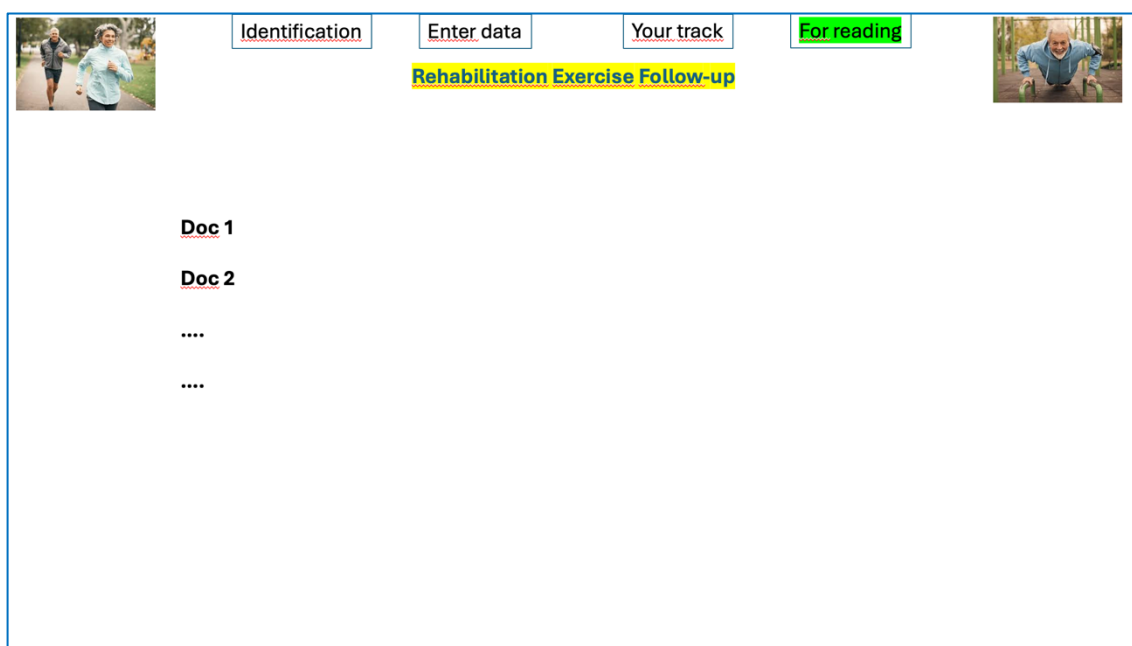 Identification
Enter data
Your track
For reading
Rehabilitation Exercise Follow-up
Doc 1
Doc 2
....
....